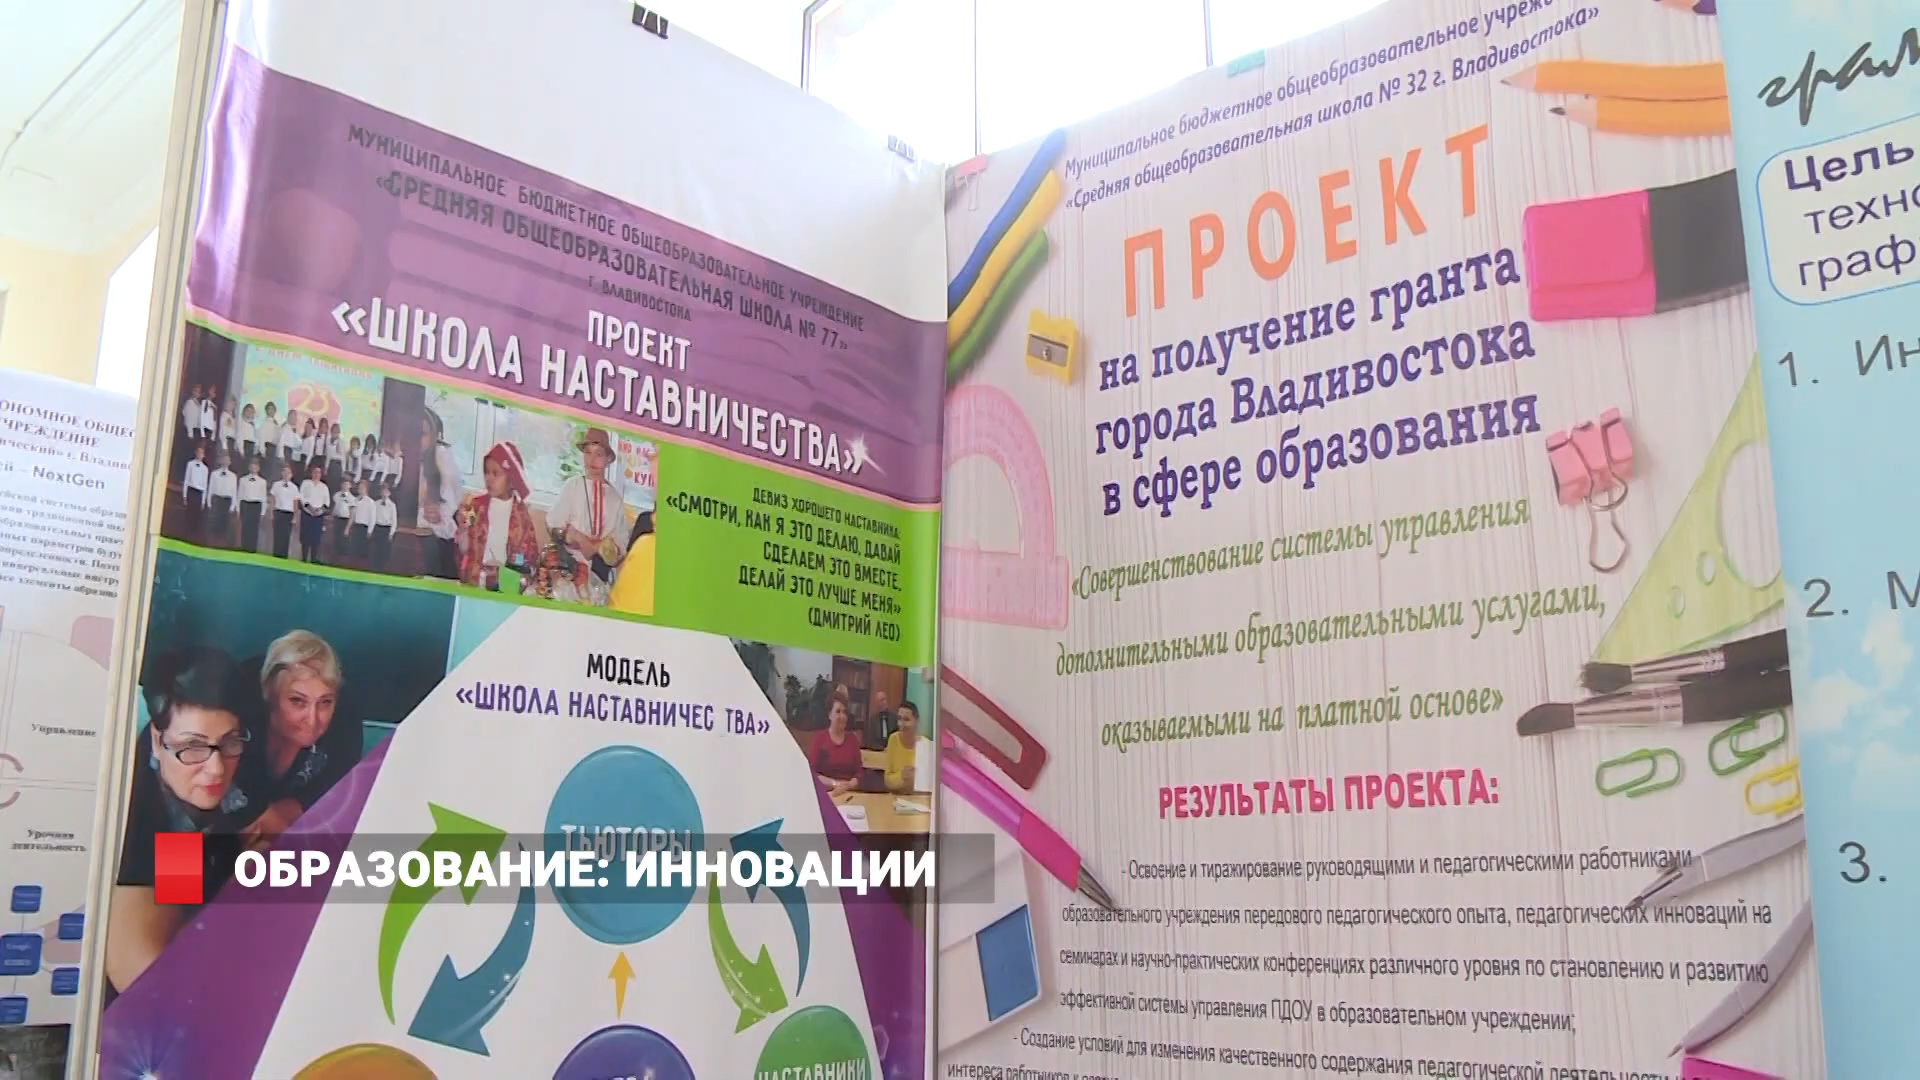 МУНИЦИПАЛЬНОЕ БЮДЖЕТНОЕ ОБЩЕОБРАЗОВАТЕЛЬНОЕ УЧРЕЖДЕНИЕ
«СРЕДНЯЯ ОБЩЕОБРАЗОВАТЕЛЬНАЯ ШКОЛА № 77»
Г. ВЛАДИВОСТОКА
ПРОЕКТ
«ШКОЛА НАСТАВНИЧЕСТВА»
ДЕВИЗ ХОРОШЕГО НАСТАВНИКА:
«СМОТРИ, КАК Я ЭТО ДЕЛАЮ, ДАВАЙ
СДЕЛАЕМ ЭТО ВМЕСТЕ,
ДЕЛАЙ ЭТО ЛУЧШЕ МЕНЯ»
(ДМИТРИЙ ЛЕО)
МОДЕЛЬ
«ШКОЛА НАСТАВНИЧЕС ТВА»
ТЬЮТОРЫ
НАСТАВНИКИ
NextGen
Управление
Урочная
деятельность
Муниципальное бюджетное общеобразовательное
«Средняя общеобразовательная школа № 32 г. Владивостока»
ПРОЕКТ
на получение гранта
города Владивостока
в сфере образования
«Совершенствование системы управления
дополнительными образовательными услугами,
оказываемыми на платной основе»
РЕЗУЛЬТАТЫ ПРОЕКТА:
- Освоение и тиражирование руководящими и педагогическими работниками
образовательного учреждения передового педагогического опыта, педагогических инноваций на
семинарах и научно-практических конференциях различного уровня по становлению и развитию
эффективной системы управления ПДОУ в образовательном учреждении;
- Создание условий для изменения качественного содержания педагогической деятельности
интереса работников к
Цель
1.
2.
3.
ОБРАЗОВАНИЕ: ИННОВАЦИИ